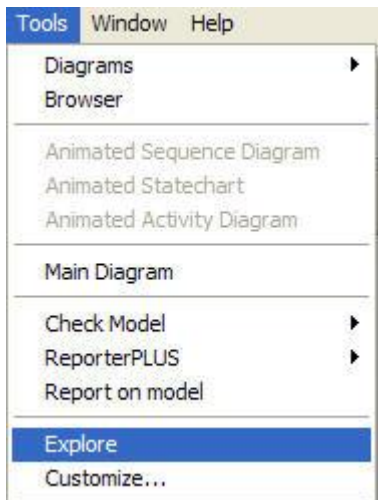 Tools Window Help
Diagrams
Browser
Animated Sequence Diagram
Animated Statechart
Animated Activity Diagram
Main Diagram
Check Model
ReporterPLUS
Report on model
Explore
Customize...